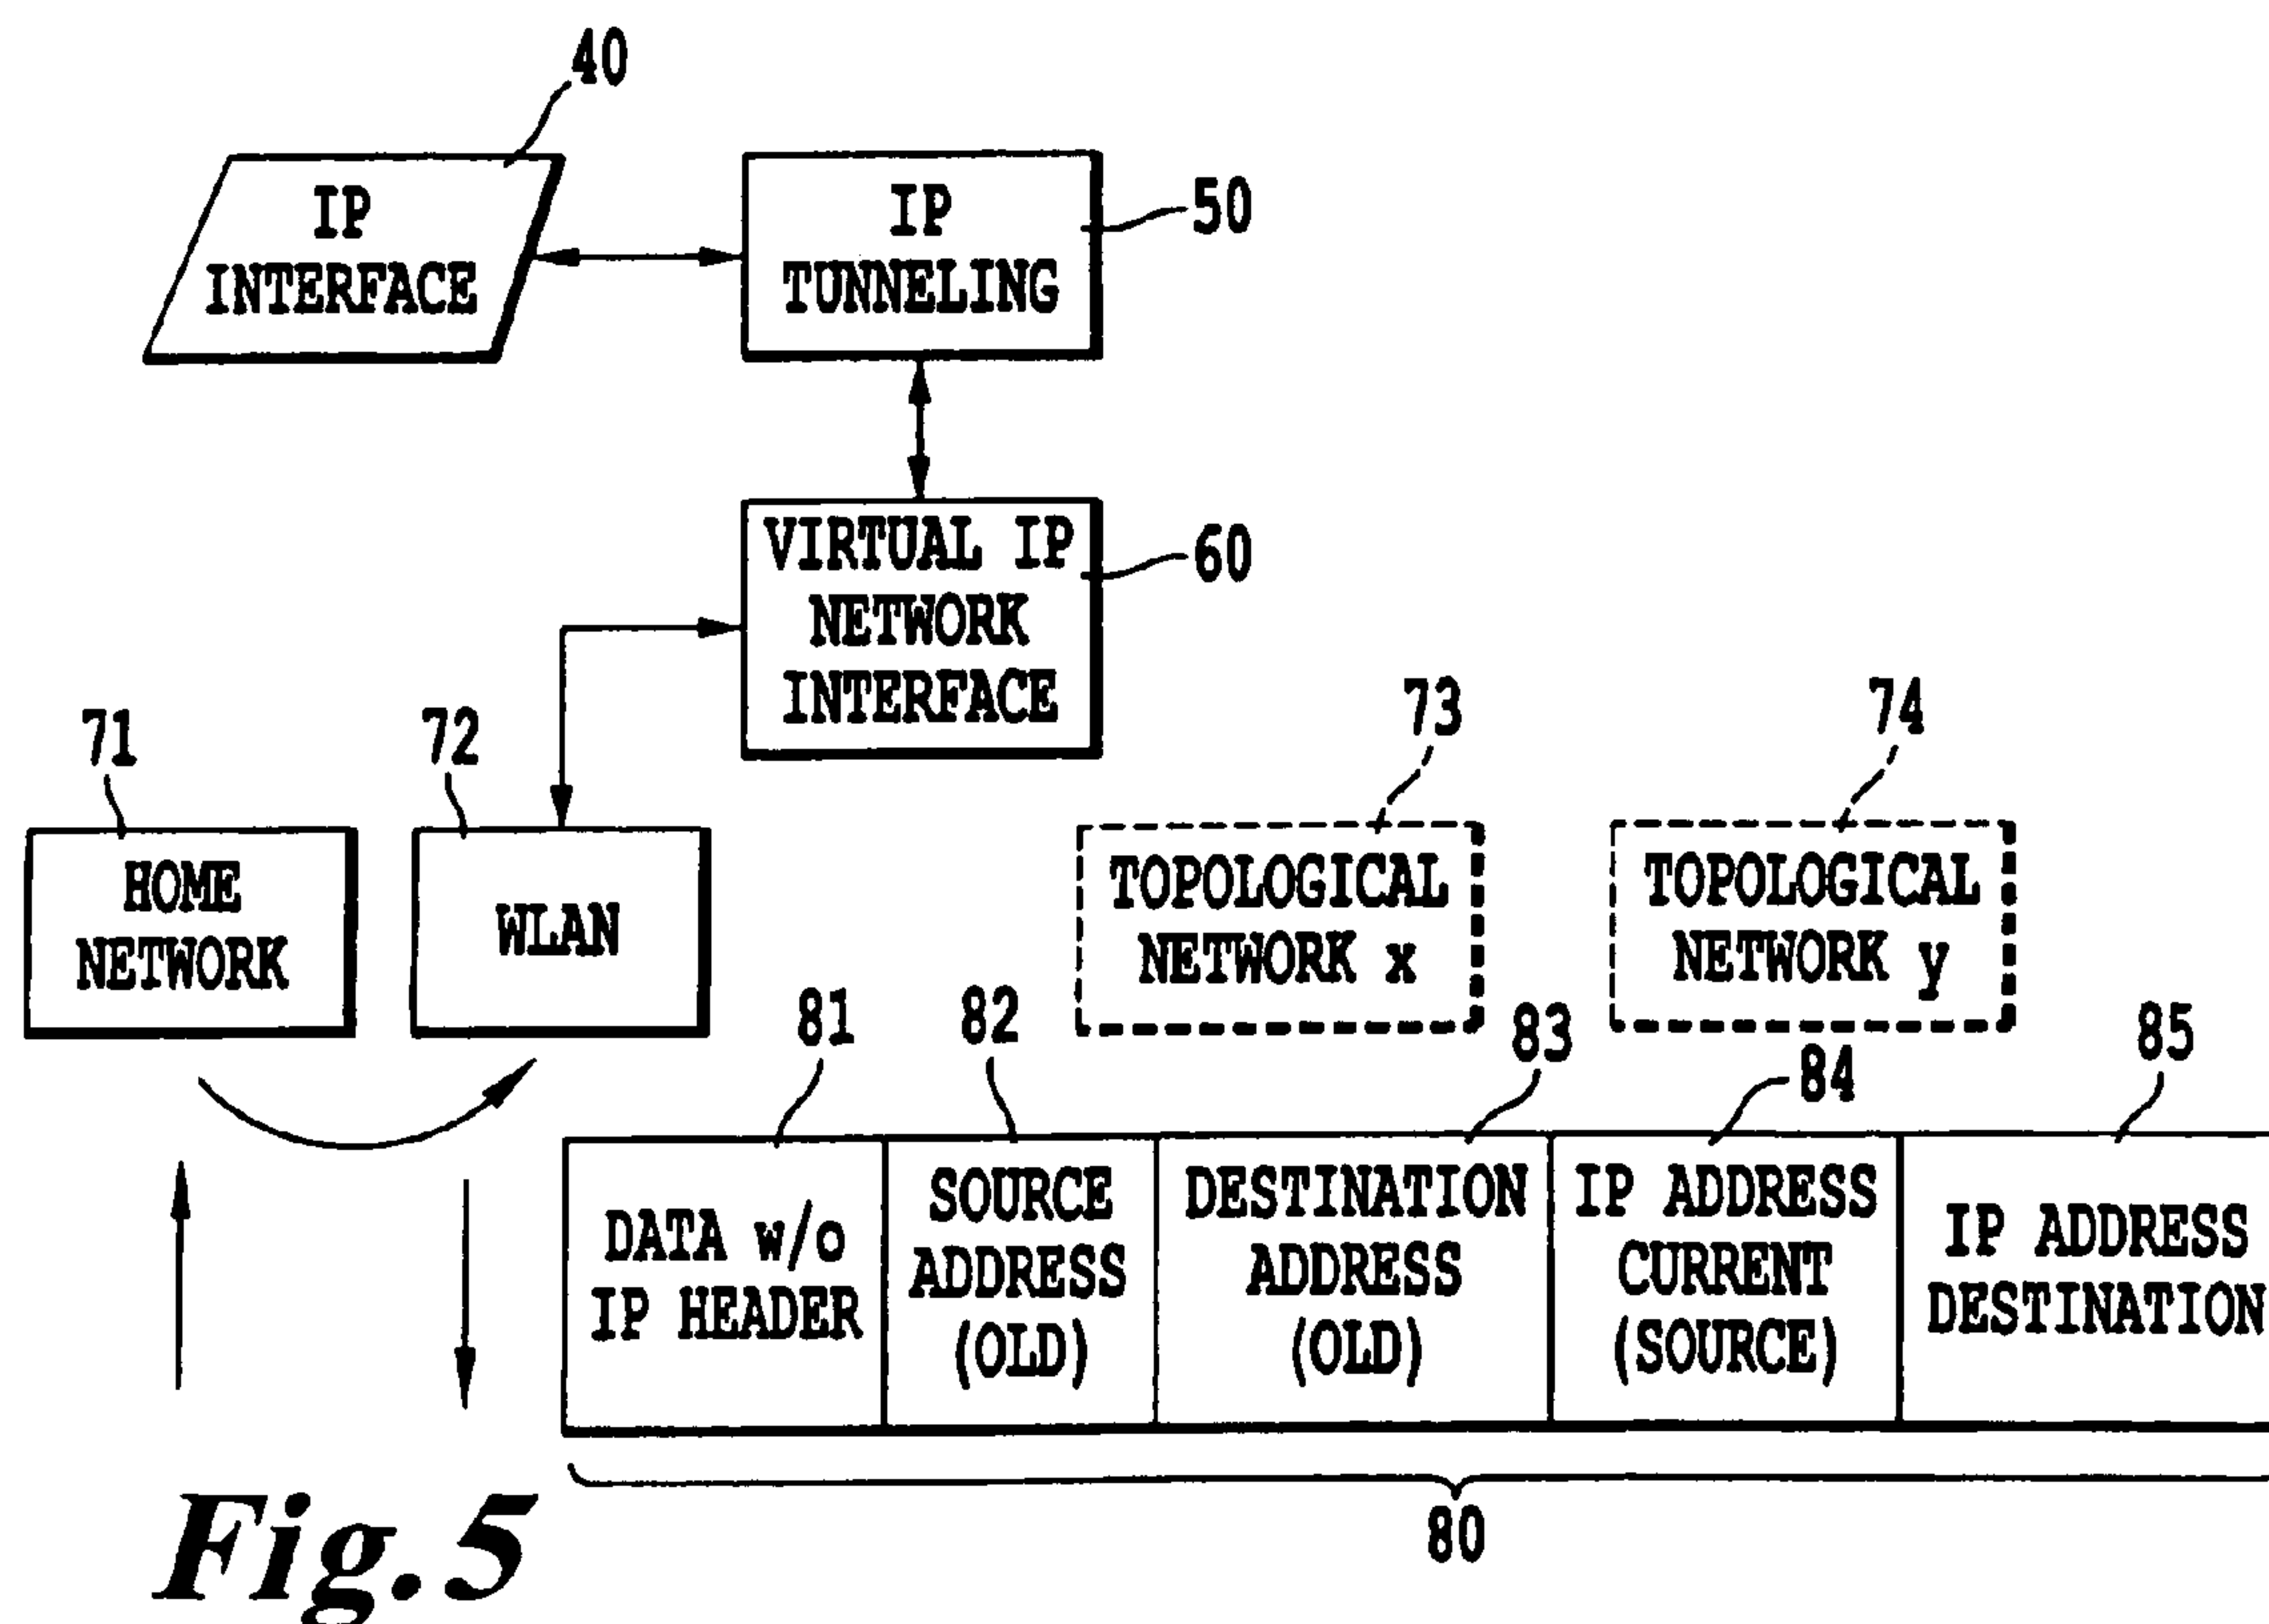 40
IP
INTERFACE
IP
TUNNELING
50
VIRTUAL IP
NETWORK
INTERFACE
60
71
72
73
74
HOME
NETWORK
WLAN
TOPOLOGICAL
NETWORK x
TOPOLOGICAL
NETWORK y
81
82
83
84
85
DATA w/o
IP HEADER
SOURCE
ADDRESS
(OLD)
DESTINATION
ADDRESS
(OLD)
IP ADDRESS
CURRENT
(SOURCE)
IP ADDRESS
DESTINATION
80
Fig.5